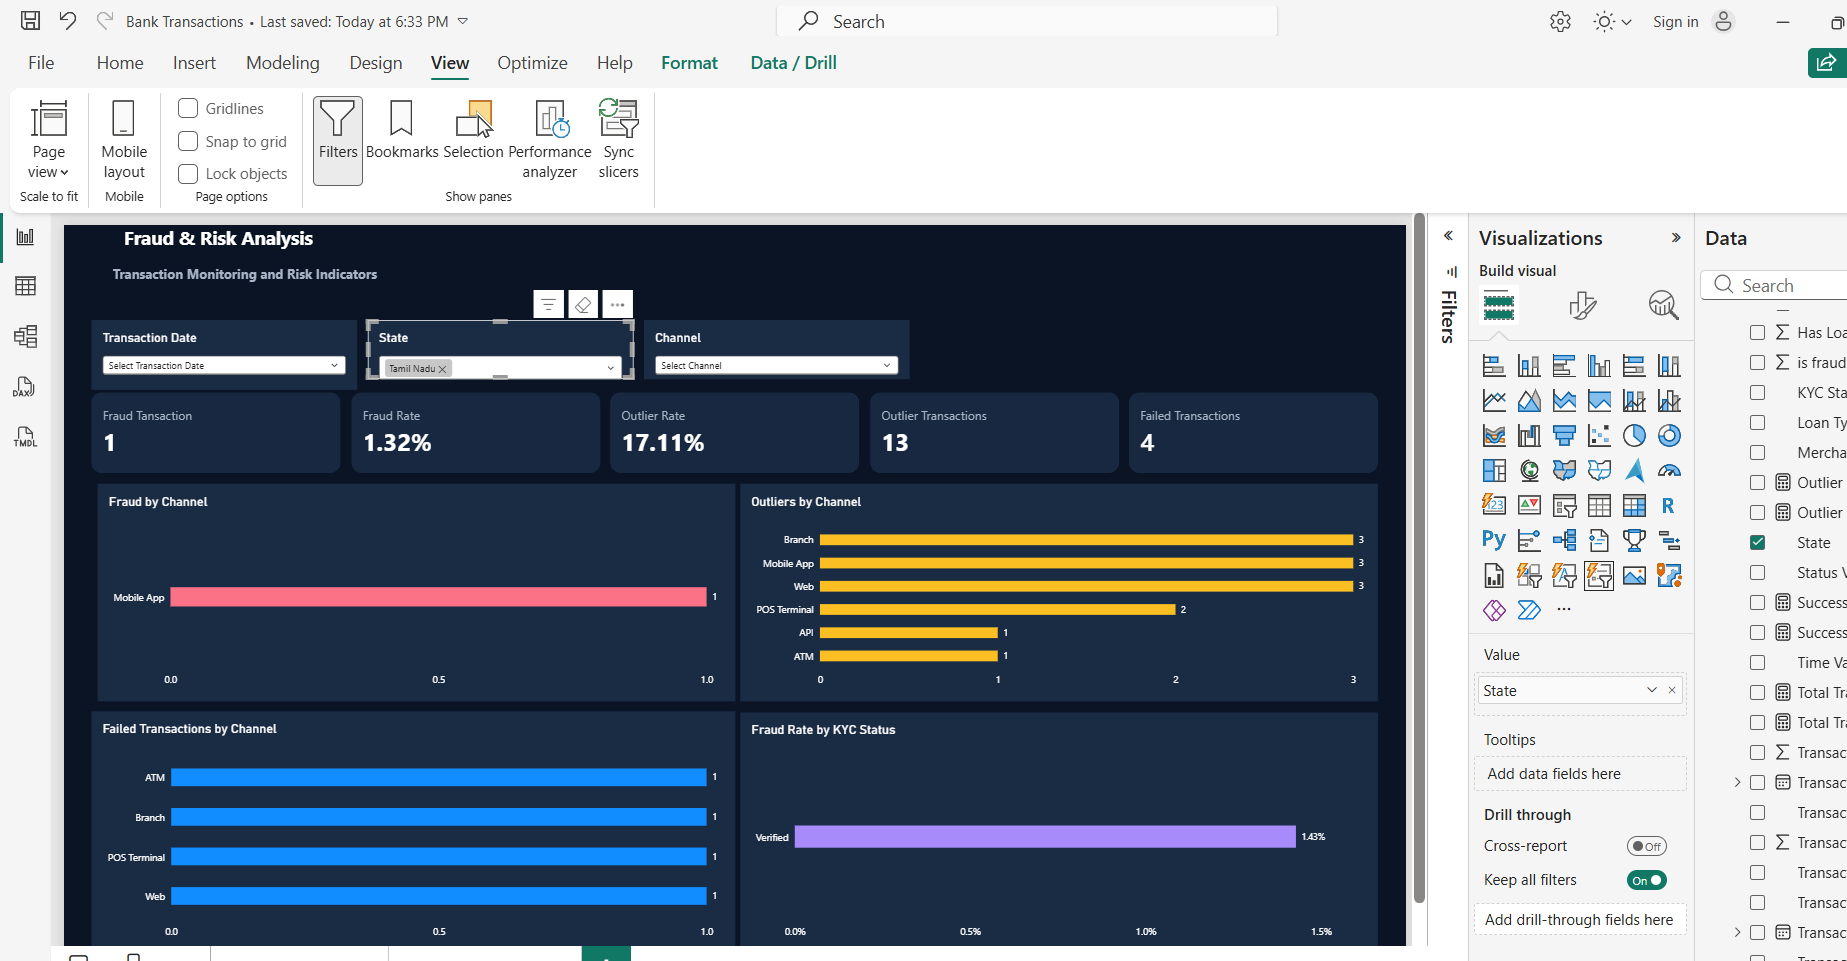 Bank Transactions • Last saved: Today at 6:33 PM
Search
Sign in
File Home Insert Modeling Design View Optimize Help Format Data / Drill
Page view
Scale to fit
Mobile layout
Mobile
Gridlines
Snap to grid
Lock objects
Page options
Filters
Bookmarks
Selection
Performance analyzer
Sync slicers
Show panes
DAX
TMDL
Fraud & Risk Analysis
Transaction Monitoring and Risk Indicators
Transaction Date
Select Transaction Date
State
Tamil Nadu
Channel
Select Channel
Fraud Tansaction
1
Fraud Rate
1.32%
Outlier Rate
17.11%
Outlier Transactions
13
Failed Transactions
4
Fraud by Channel
Mobile App 1
0.0 0.5 1.0
Outliers by Channel
Branch 3
Mobile App 3
Web 3
POS Terminal 2
API 1
ATM 1
0 1 2 3
Failed Transactions by Channel
ATM 1
Branch 1
POS Terminal 1
Web 1
0.0 0.5 1.0
Fraud Rate by KYC Status
Verified 1.43%
0.0% 0.5% 1.0% 1.5%
Filters
Visualizations
Build visual
123
R
Py
Value
State
Tooltips
Add data fields here
Drill through
Cross-report Off
Keep all filters On
Add drill-through fields here
Data
Search
Has Loa
is fraud
KYC Sta
Loan Ty
Mercha
Outlier
Outlier
State
Status V
Success
Success
Time Va
Total Tra
Total Tra
Transac
Transac
Transac
Transac
Transac
Transac
Transac